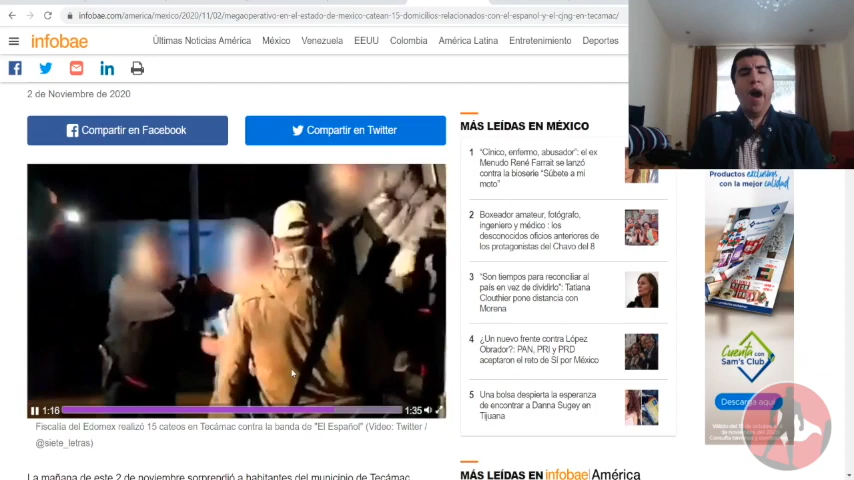 infobae.com/america/mexico/2020/11/02/megaoperativo-en-el-estado-de-mexico-catean-15-domicilios-relacionados-con-el-espanol-y-el-cjng-en-tecamac/
infobae
Últimas Noticias América México Venezuela EEUU Colombia América Latina Entretenimiento Deportes
2 de Noviembre de 2020
Compartir en Facebook
Compartir en Twitter
1:16
1:35
Fiscalía del Edomex realizó 15 cateos en Tecámac contra la banda de "El Español" (Video: Twitter /
@siete_letras)
La mañana de este 2 de noviembre sorprendió a habitantes del municipio de Tecámac
MÁS LEÍDAS EN MÉXICO
1 "Cínico, enfermo, abusador": el ex
Menudo René Farrait se lanzó
contra la bioserie "Súbete a mi
moto"
2 Boxeador amateur, fotógrafo,
ingeniero y médico : los
desconocidos oficios anteriores de
los protagonistas del Chavo del 8
3 "Son tiempos para reconciliar al
país en vez de dividirlo": Tatiana
Clouthier pone distancia con
Morena
4 ¿Un nuevo frente contra López
Obrador?: PAN, PRI y PRD
aceptaron el reto de SÍ por México
5 Una bolsa despierta la esperanza
de encontrar a Danna Sugey en
Tijuana
MÁS LEÍDAS EN infobae América
Productos exclusivos
con la mejor calidad
Cuenta con
Sam's Club
Descarga aquí